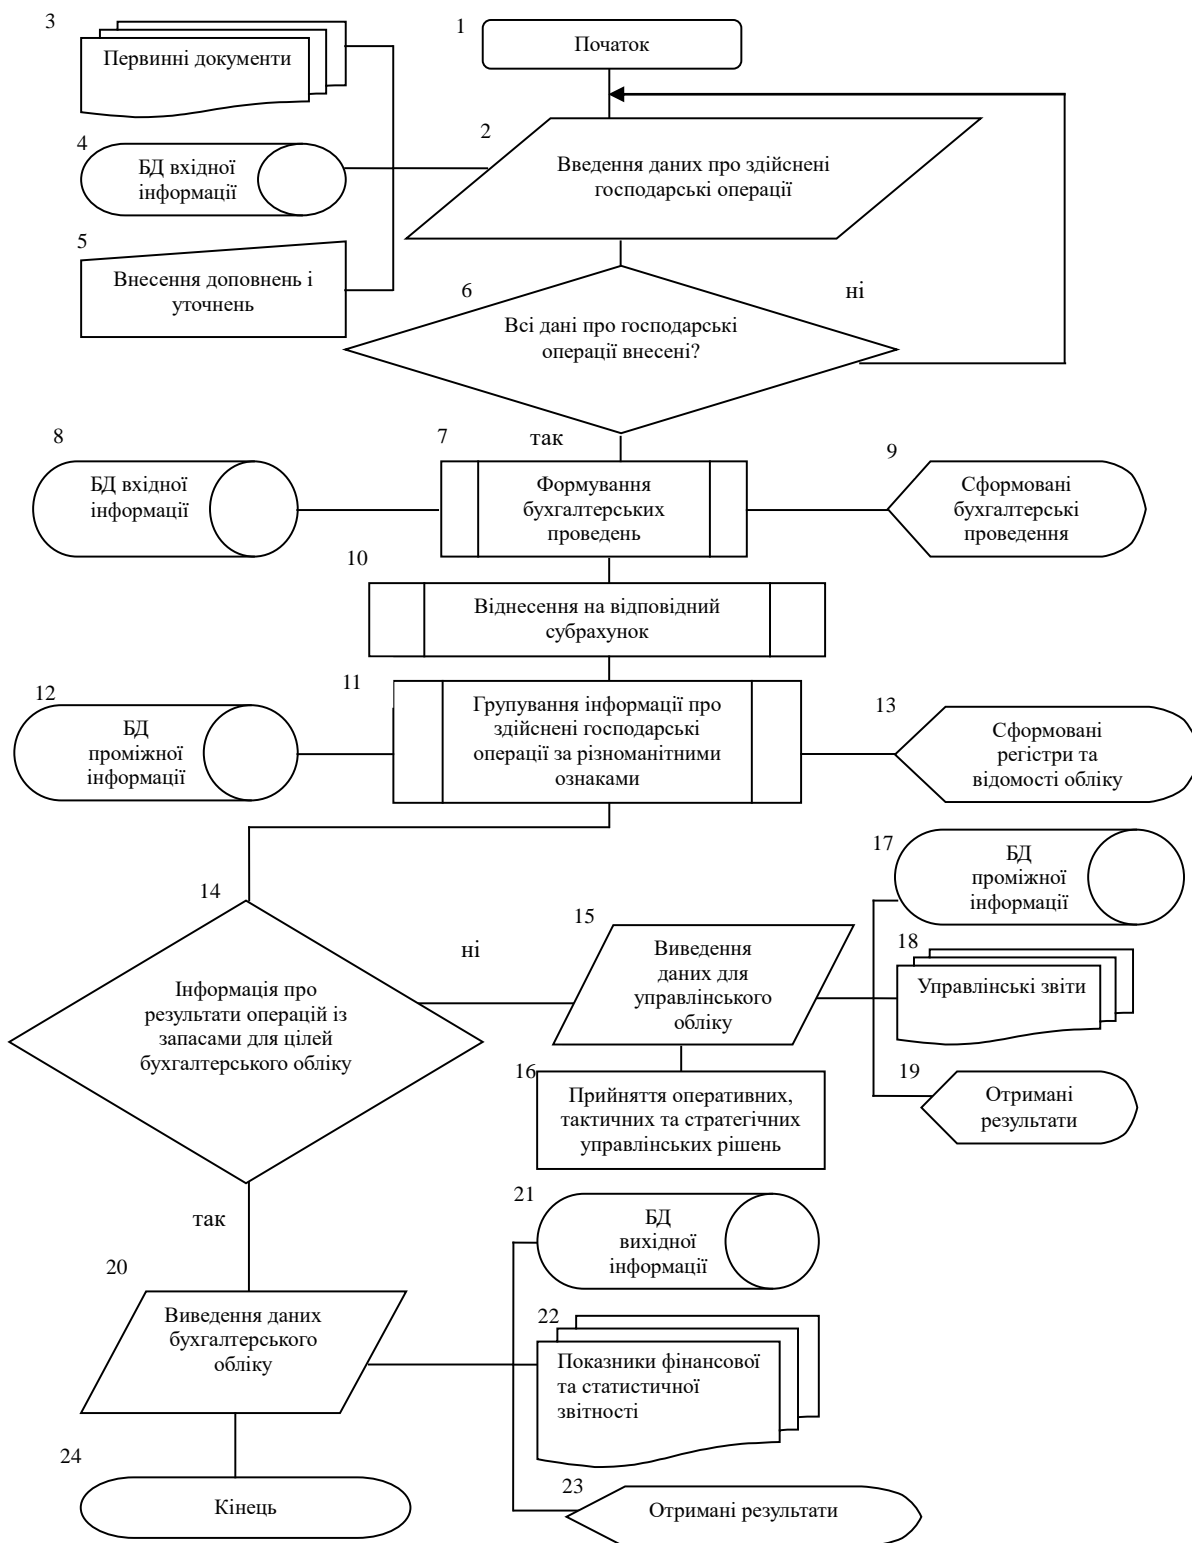 1
Початок
3
Первинні документи
2
Введення даних про здійснені
господарські операції
4
БД вхідної
інформації
5
Внесення доповнень і
уточнень
6
ні
Всі дані про господарські
операції внесені?
так
8
БД вхідної
інформації
7
Формування
бухгалтерських
проведень
9
Сформовані
бухгалтерські
проведення
10
Віднесення на відповідний
субрахунок
12
БД
проміжної
інформації
11
Групування інформації про
здійснені господарські
операції за різноманітними
ознаками
13
Сформовані
регістри та
відомості обліку
14
Інформація про
результати операцій із
запасами для цілей
бухгалтерського обліку
ні
15
Виведення
даних для
управлінського
обліку
17
БД
проміжної
інформації
18
Управлінські звіти
16
Прийняття оперативних,
тактичних та стратегічних
управлінських рішень
19
Отримані
результати
так
20
Виведення даних
бухгалтерського
обліку
21
БД
вихідної
інформації
22
Показники фінансової
та статистичної
звітності
23
Отримані результати
24
Кінець